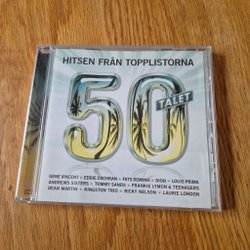 HITSEN FRÅN TOPPLISTORNA
50
TALET
GENE VINCENT • EDDIE COCHRAN • FATS DOMINO • DION • LOUIS PRIMA
ANDREWS SISTERS • TOMMY SANDS • FRANKIE LYMON & TEENAGERS
DEAN MARTIN • KINGSTON TRIO • RICKY NELSON • LAURIE LONDON